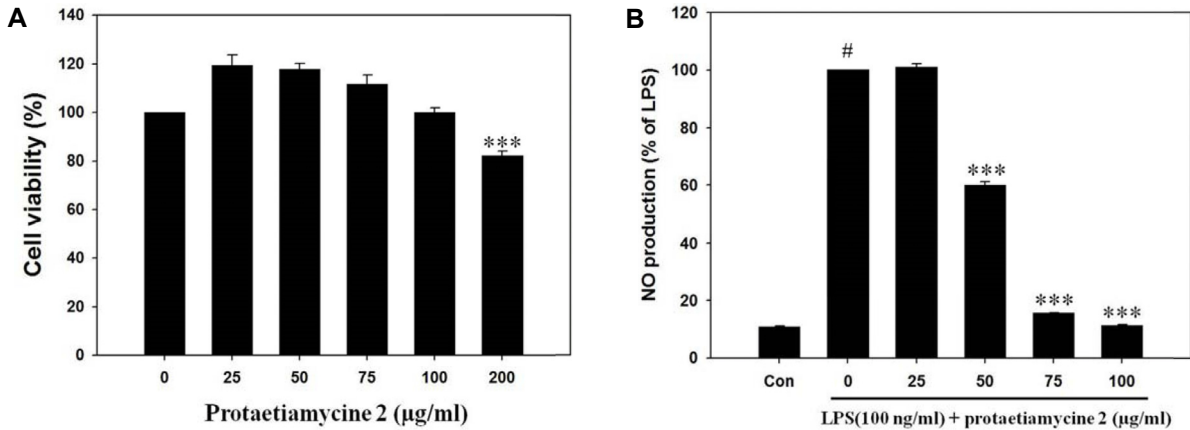 A
Cell viability (%)
140
120
100
80
60
40
20
0
***
0 25 50 75 100 200
Protaetiamycine 2 (μg/ml)
B
NO production (% of LPS)
120
100
80
60
40
20
0
#
***
***
***
Con 0 25 50 75 100
LPS(100 ng/ml) + protaetiamycine 2 (μg/ml)